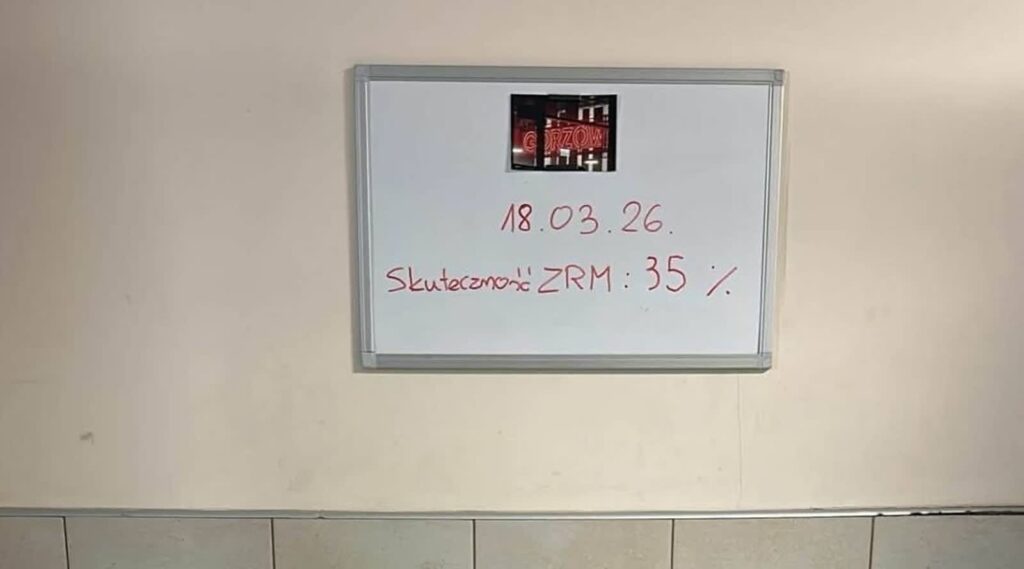 GORZÓW
18.03.26.
Skuteczność ZRM : 35 %